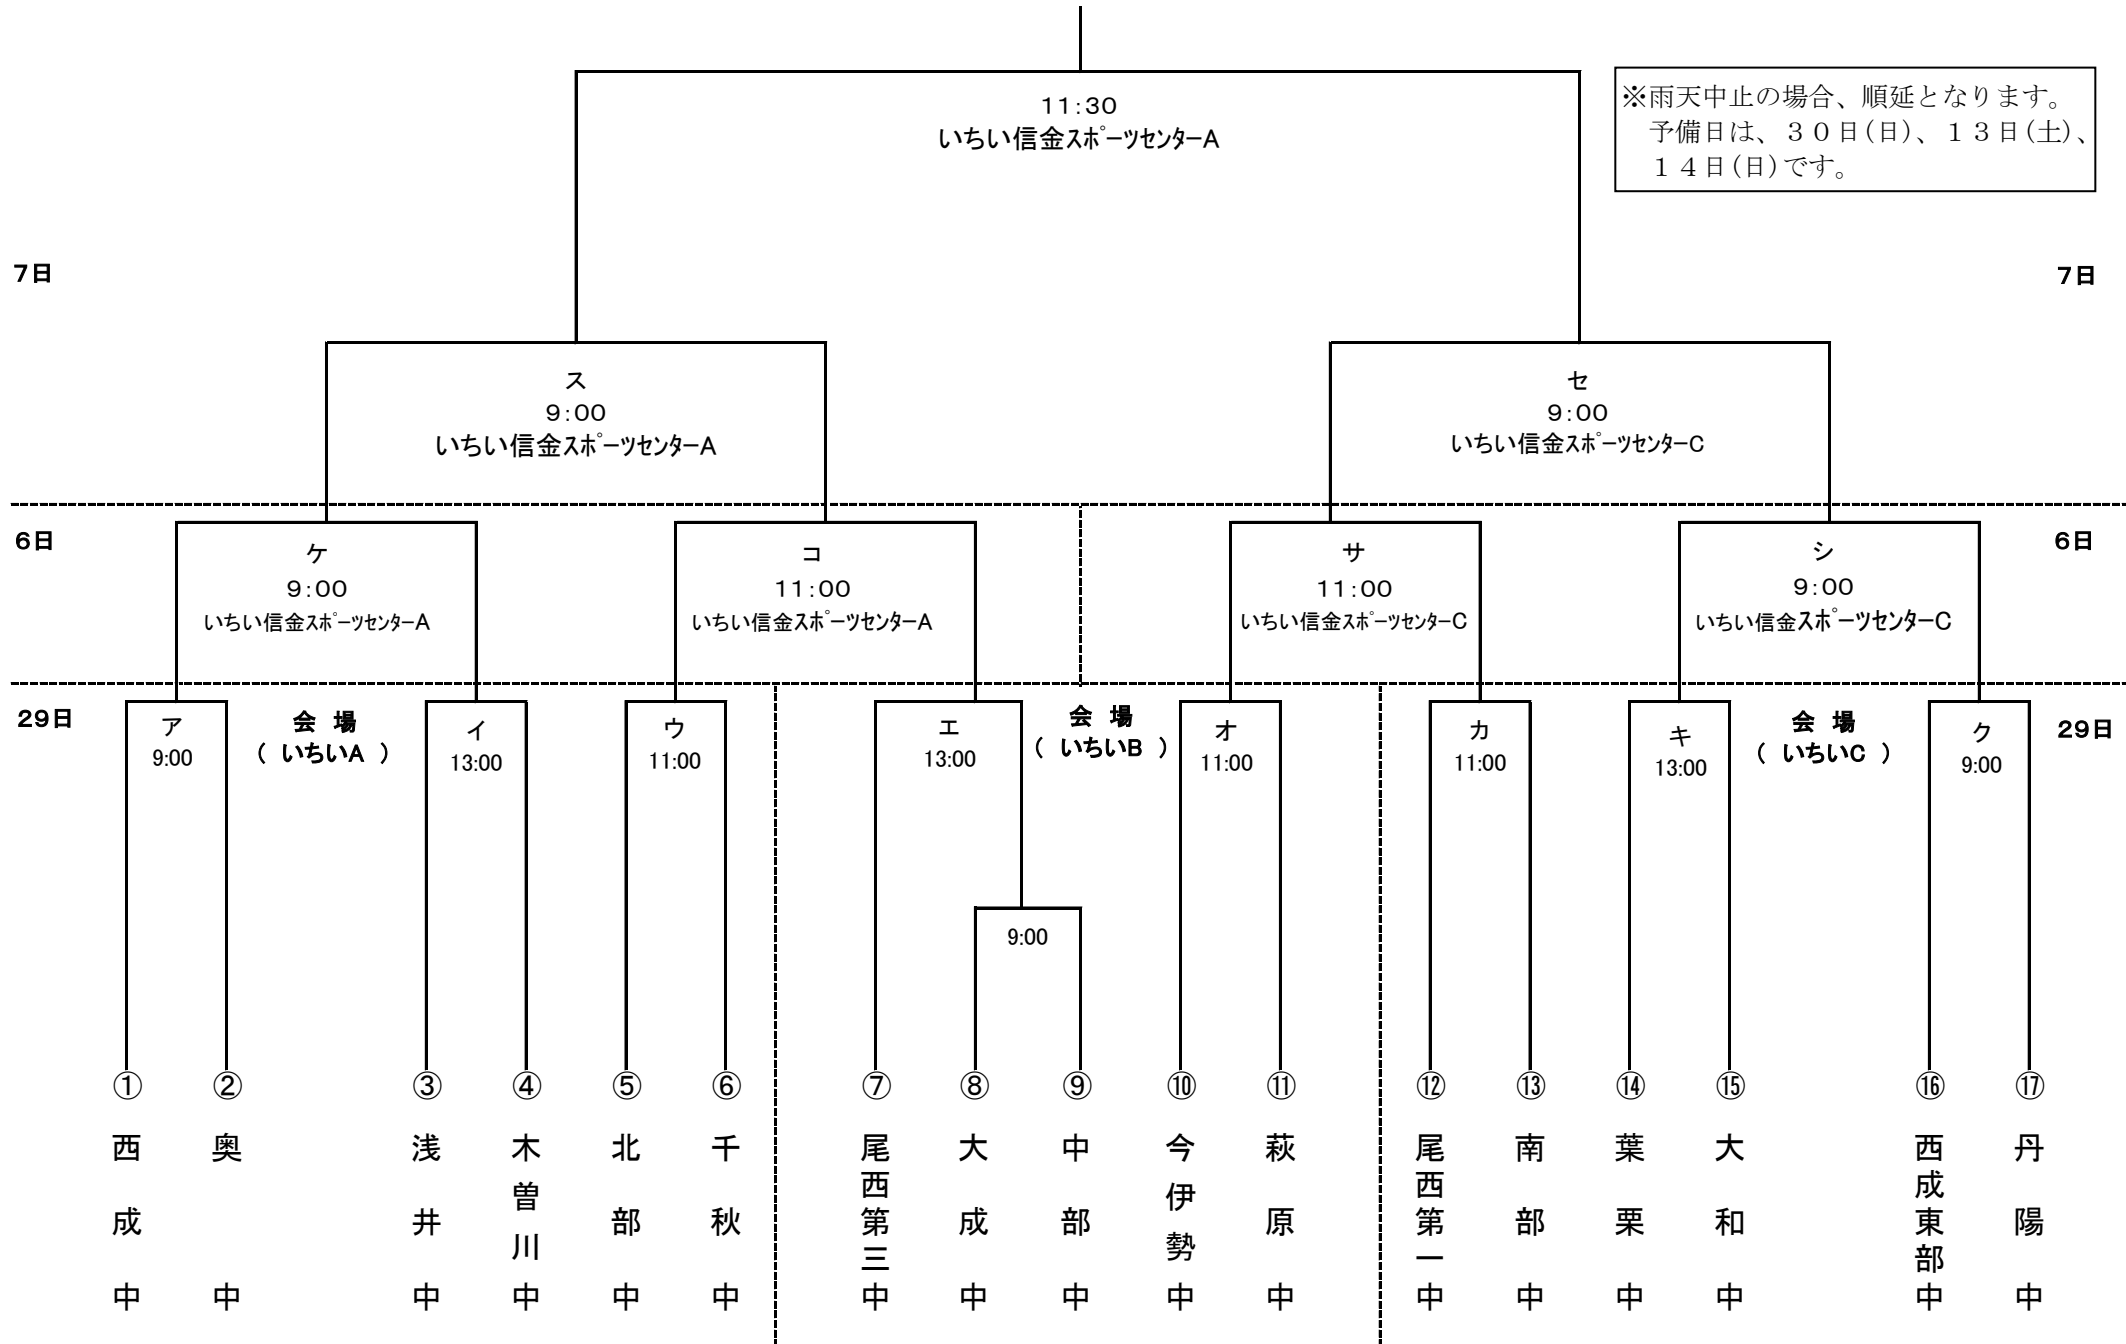 11:30
いちい信金スポーツセンターA
※雨天中止の場合、順延となります。
予備日は、３０日(日)、１３日(土)、
１４日(日)です。
7日
7日
ス
9:00
いちい信金スポーツセンターA
セ
9:00
いちい信金スポーツセンターC
6日
6日
ケ
9:00
いちい信金スポーツセンターA
コ
11:00
いちい信金スポーツセンターA
サ
11:00
いちい信金スポーツセンターC
シ
9:00
いちい信金スポーツセンターC
29日
29日
ア
9:00
会 場
( いちいA )
イ
13:00
ウ
11:00
エ
13:00
会 場
( いちいB )
オ
11:00
カ
11:00
キ
13:00
会 場
( いちいC )
ク
9:00
9:00
① 西成中
② 奥中
③ 浅井中
④ 木曽川中
⑤ 北部中
⑥ 千秋中
⑦ 尾西第三中
⑧ 大成中
⑨ 中部中
⑩ 今伊勢中
⑪ 萩原中
⑫ 尾西第一中
⑬ 南部中
⑭ 葉栗中
⑮ 大和中
⑯ 西成東部中
⑰ 丹陽中